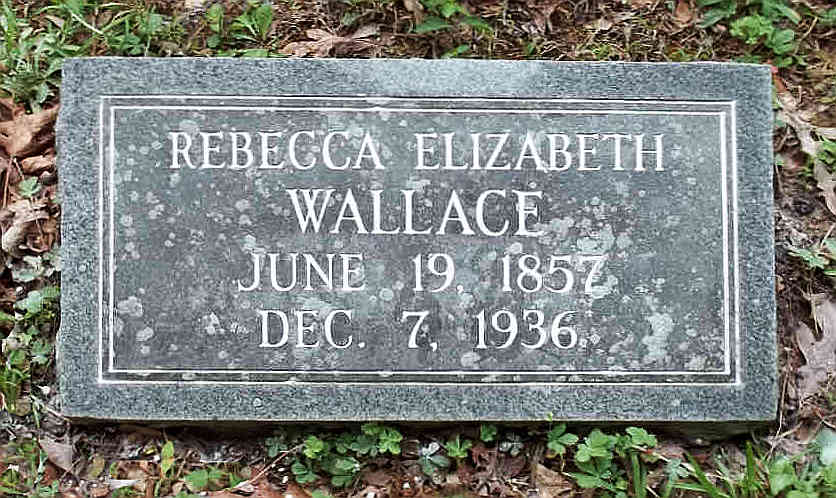 REBECCA ELIZABETH
WALLACE
JUNE 19, 1857
DEC. 7, 1936.